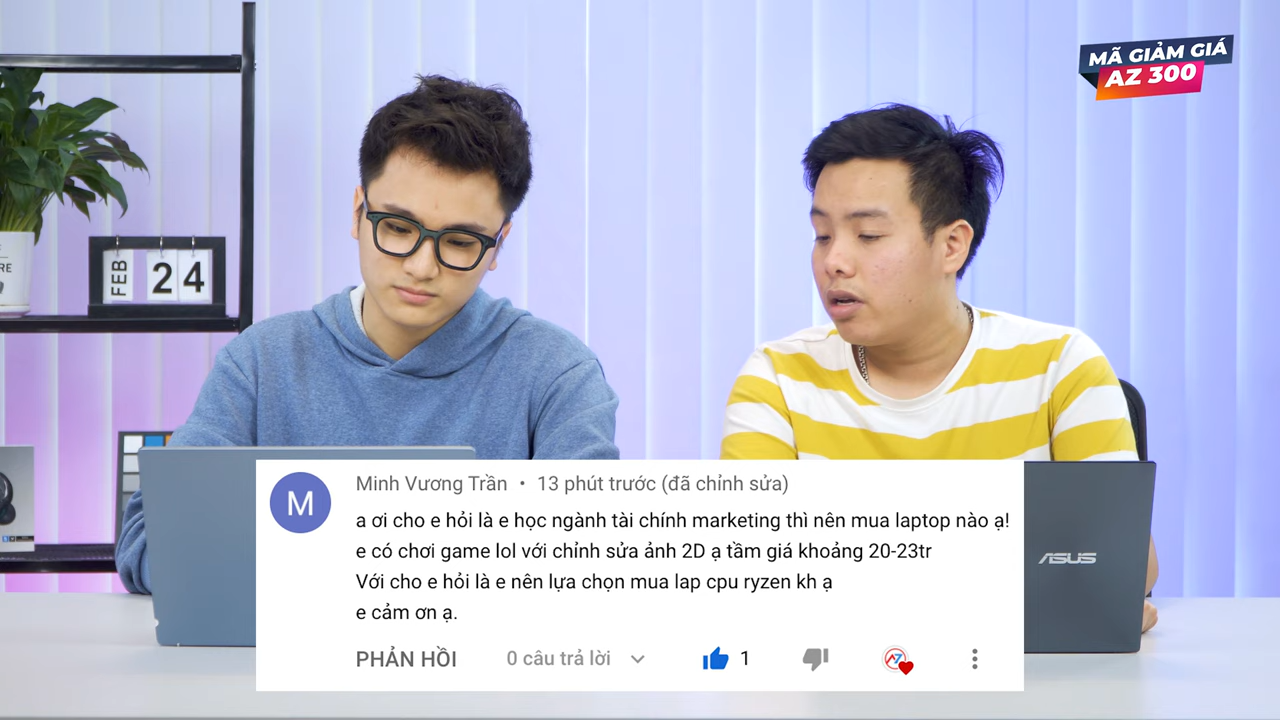 MÃ GIẢM GIÁ
AZ 300
RE
FEB 24
M
Minh Vương Trần • 13 phút trước (đã chỉnh sửa)
a ơi cho e hỏi là e học ngành tài chính marketing thì nên mua laptop nào ạ!
e có chơi game lol với chỉnh sửa ảnh 2D ạ tầm giá khoảng 20-23tr
Với cho e hỏi là e nên lựa chọn mua lap cpu ryzen kh ạ
e cảm ơn ạ.
PHẢN HỒI 0 câu trả lời 1
ASUS